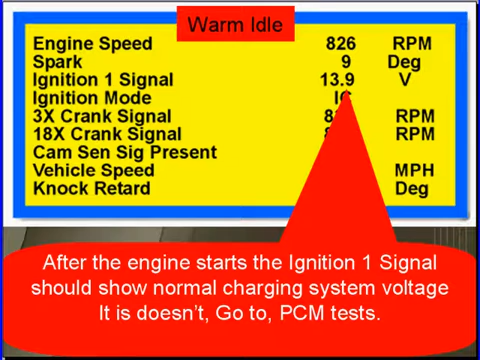 Warm Idle
Engine Speed 826 RPM
Spark 9 Deg
Ignition 1 Signal 13.9 V
Ignition Mode
3X Crank Signal RPM
18X Crank Signal RPM
Cam Sen Sig Present
Vehicle Speed MPH
Knock Retard Deg
After the engine starts the Ignition 1 Signal
should show normal charging system voltage
It is doesn't, Go to, PCM tests.